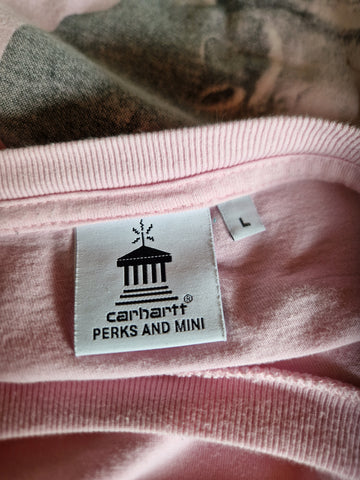 L
carhartt®
PERKS AND MINI